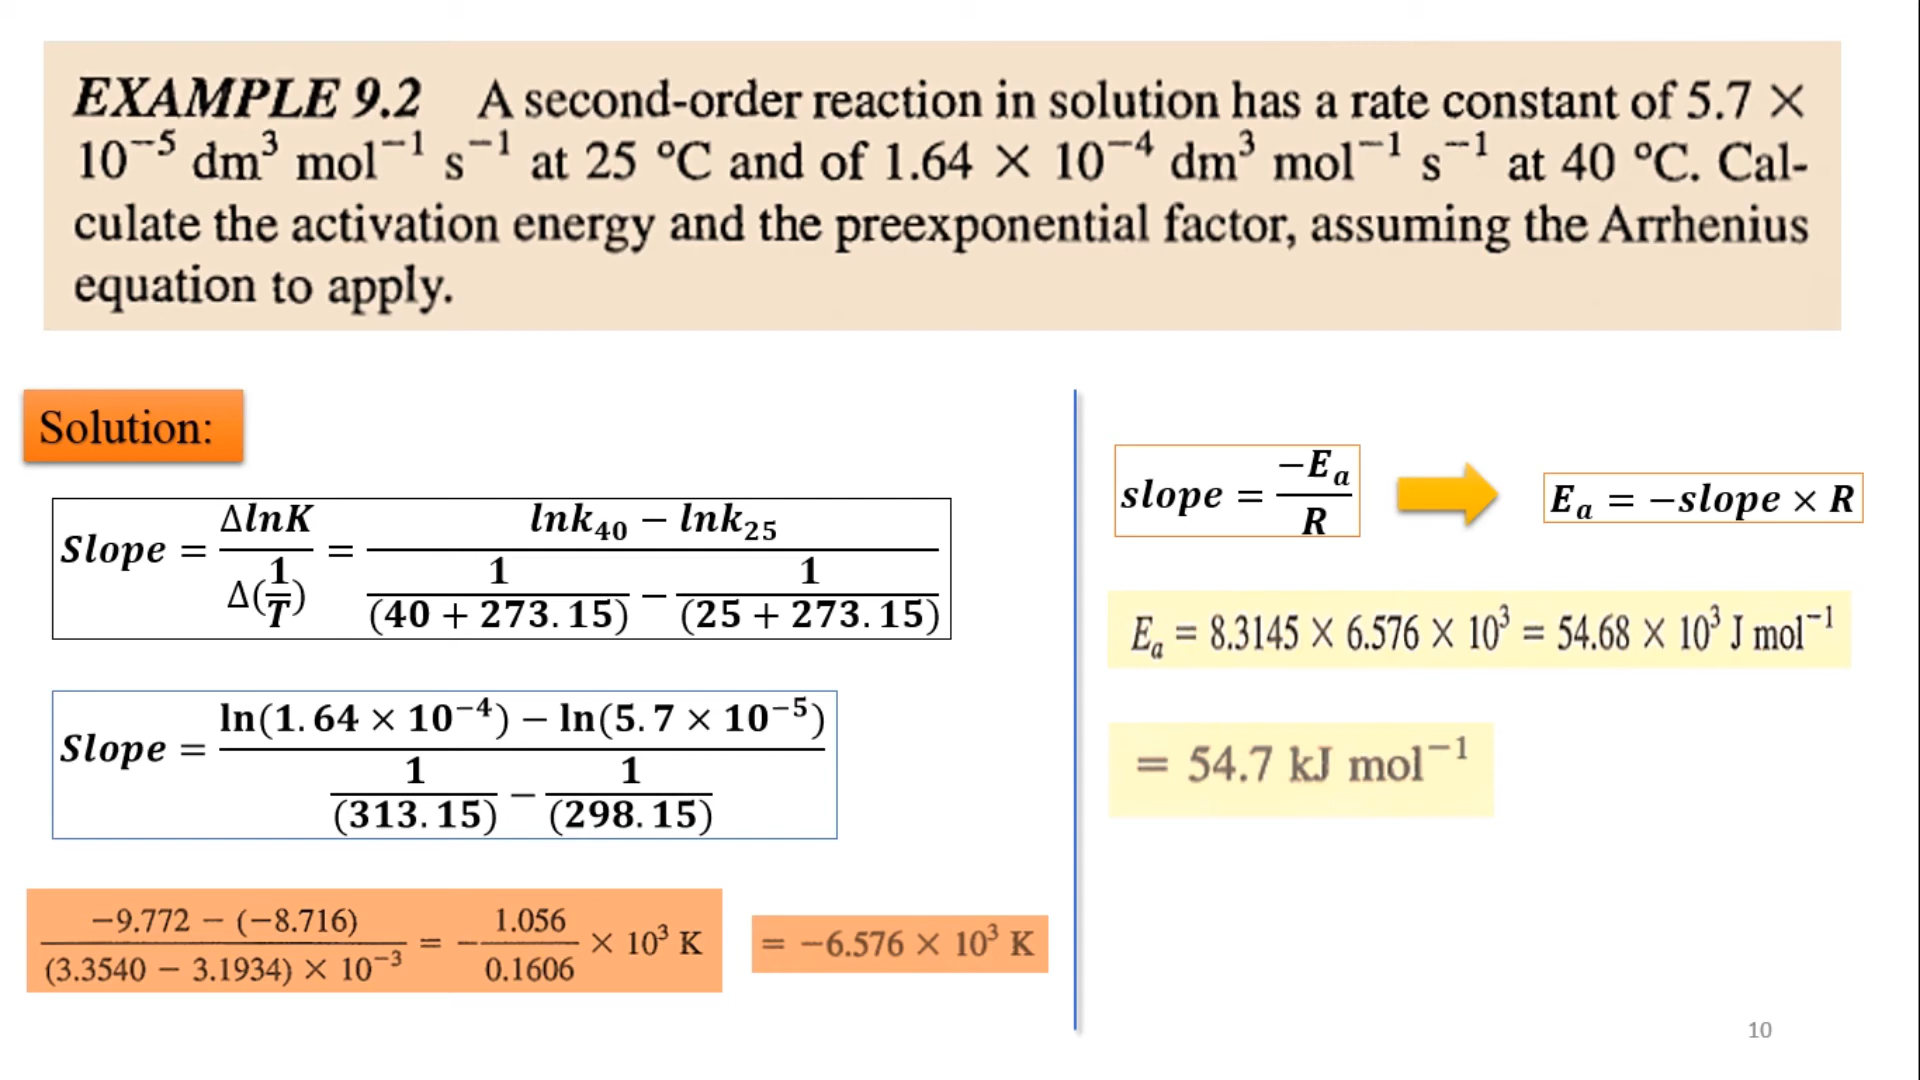 EXAMPLE 9.2 A second-order reaction in solution has a rate constant of 5.7 ×
10⁻⁵ dm³ mol⁻¹ s⁻¹ at 25 °C and of 1.64 × 10⁻⁴ dm³ mol⁻¹ s⁻¹ at 40 °C. Cal-
culate the activation energy and the preexponential factor, assuming the Arrhenius
equation to apply.
Solution:
Slope = ΔlnK / Δ(1/T) = (lnk₄₀ − lnk₂₅) / (1/(40 + 273.15) − 1/(25 + 273.15))
Slope = (ln(1.64 × 10⁻⁴) − ln(5.7 × 10⁻⁵)) / (1/(313.15) − 1/(298.15))
(−9.772 − (−8.716)) / ((3.3540 − 3.1934) × 10⁻³) = −1.056/0.1606 × 10³ K = −6.576 × 10³ K
slope = −Eₐ/R
Eₐ = −slope × R
Eₐ = 8.3145 × 6.576 × 10³ = 54.68 × 10³ J mol⁻¹
= 54.7 kJ mol⁻¹
10